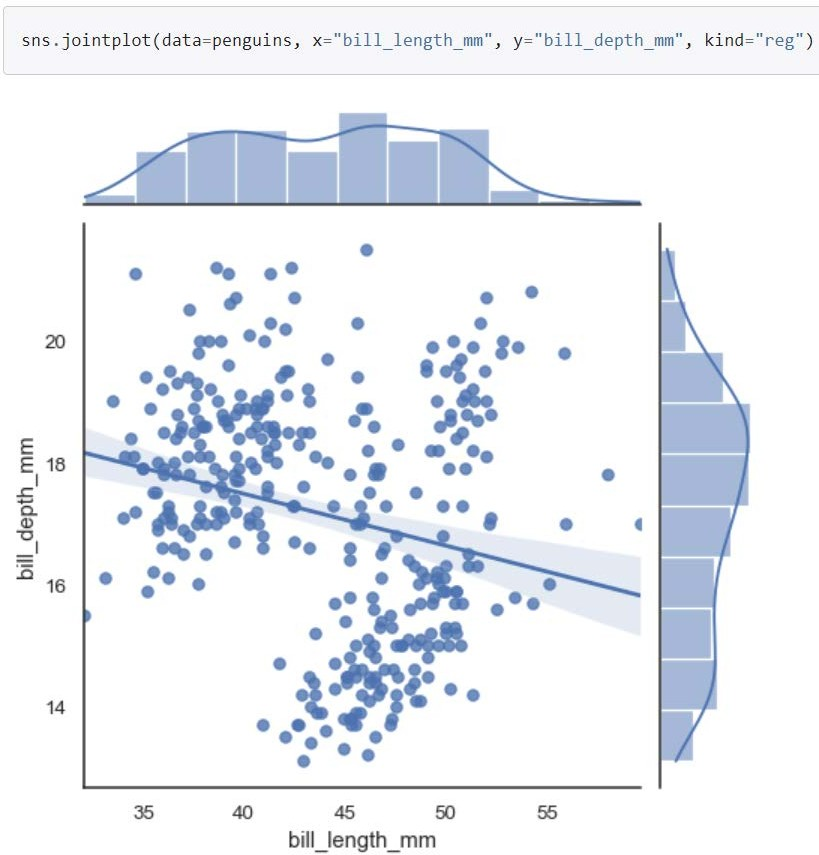 sns.jointplot(data=penguins, x="bill_length_mm", y="bill_depth_mm", kind="reg")
20
18
16
14
bill_depth_mm
35 40 45 50 55
bill_length_mm